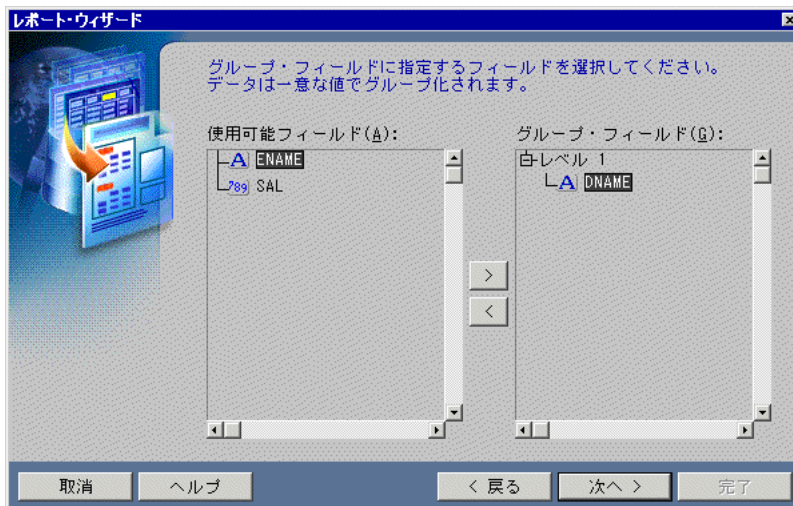 レポート・ウィザード
グループ・フィールドに指定するフィールドを選択してください。
データは一意な値でグループ化されます。
使用可能フィールド(A):
グループ・フィールド(G):
A ENAME
789 SAL
レベル 1
A DNAME
>
<
取消
ヘルプ
< 戻る
次へ >
完了